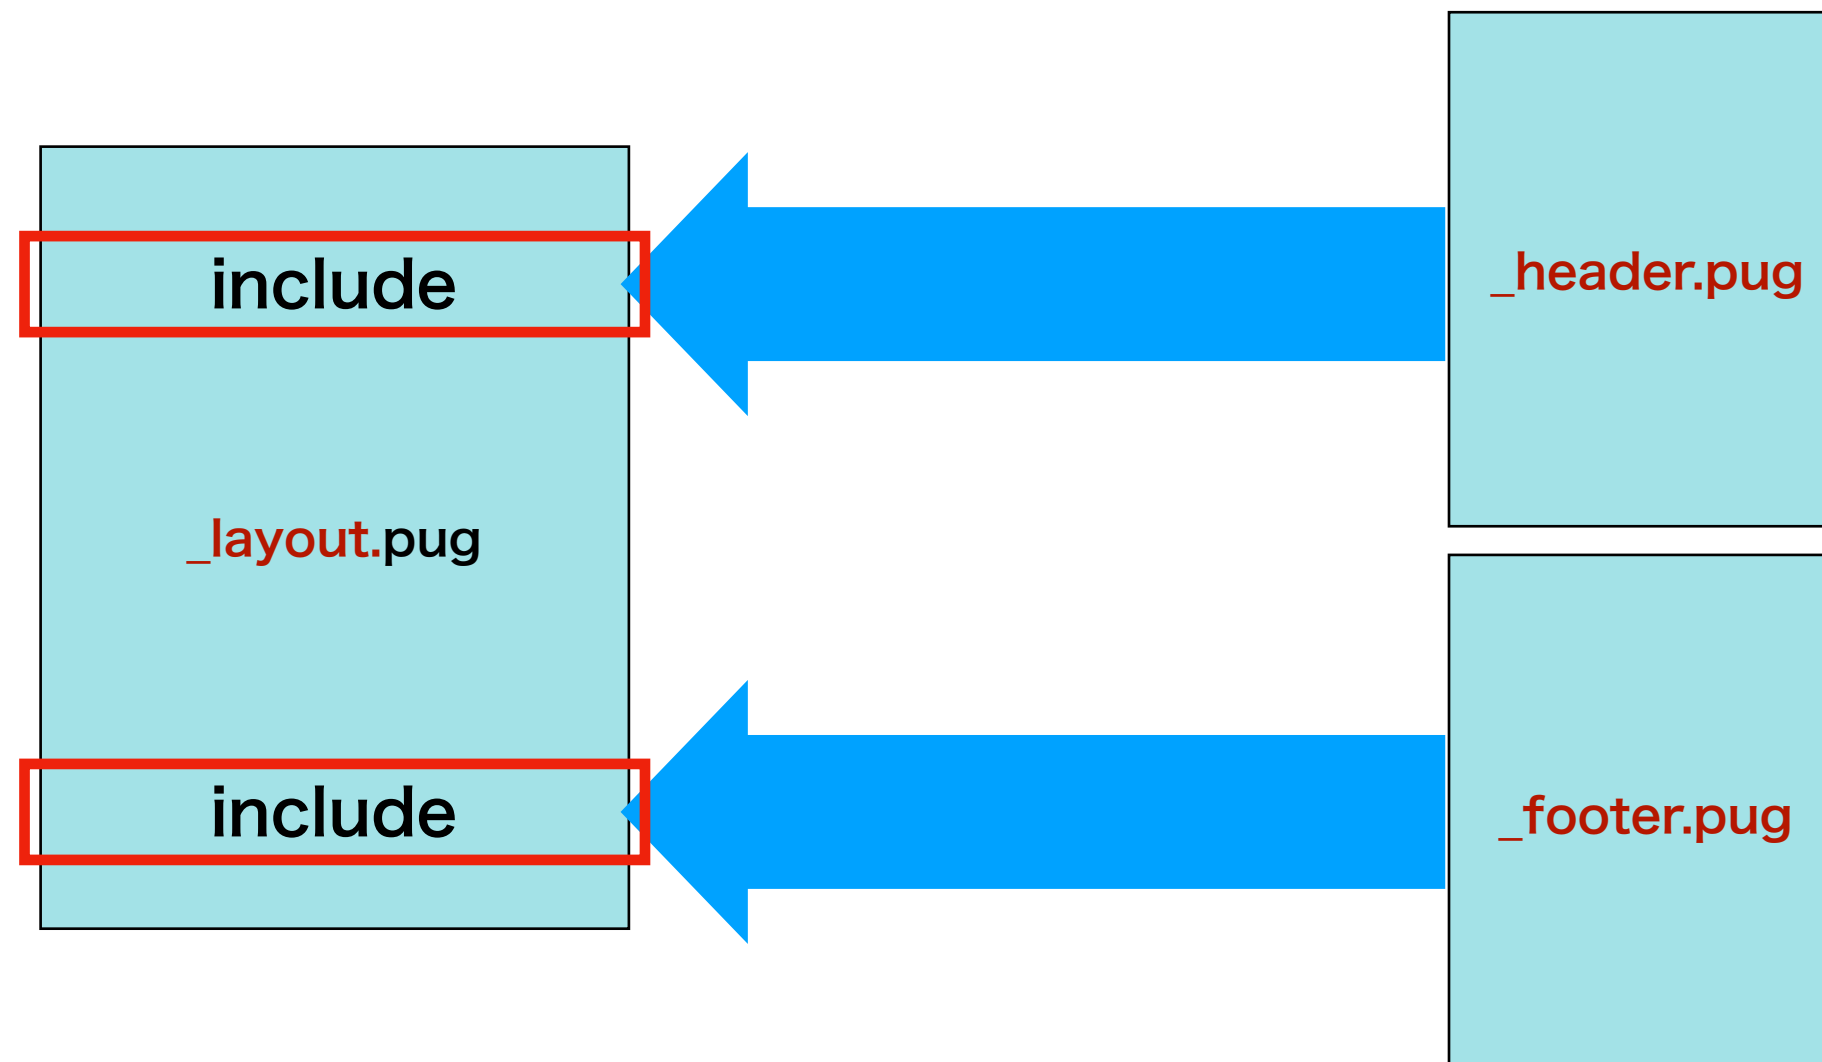 include
_header.pug
_layout.pug
include
_footer.pug